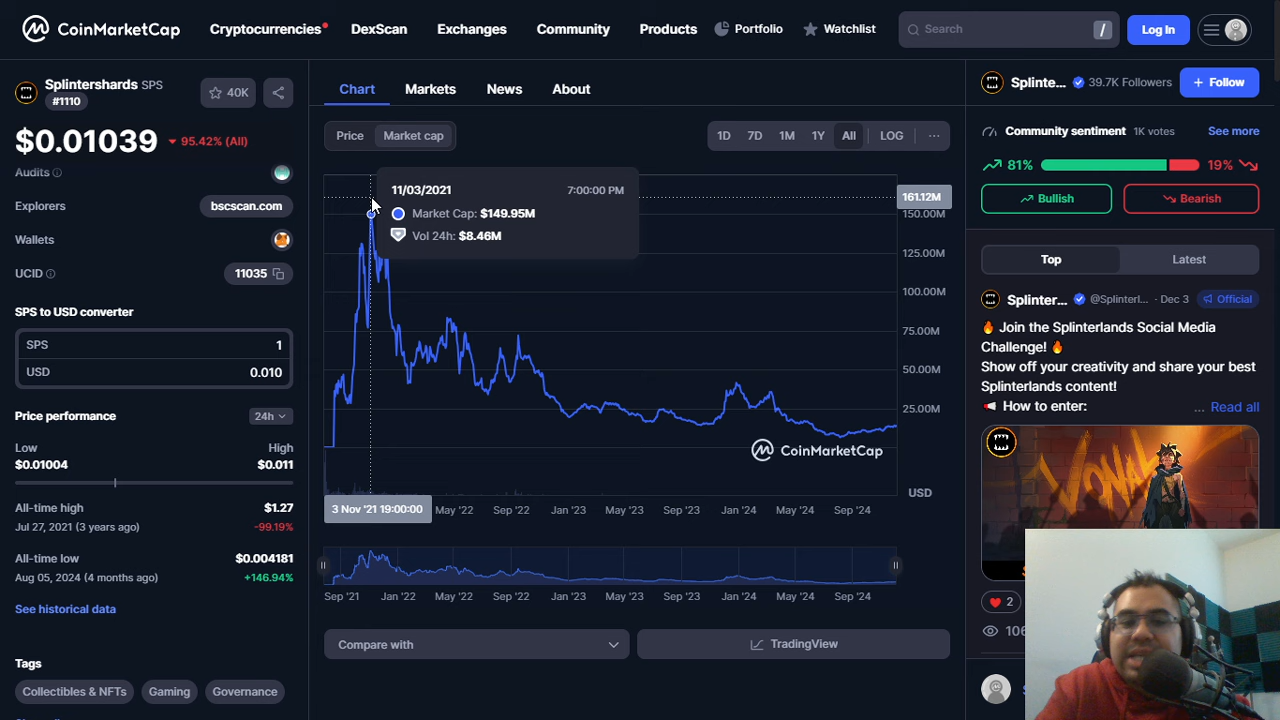 CoinMarketCap
Cryptocurrencies
DexScan
Exchanges
Community
Products
Portfolio
Watchlist
Search
/
Log In
Splintershards SPS
#1110
40K
$0.01039
95.42% (All)
Audits
Explorers
bscscan.com
Wallets
UCID
11035
SPS to USD converter
SPS
1
USD
0.010
Price performance
24h
Low
High
$0.01004
$0.011
All-time high
$1.27
Jul 27, 2021 (3 years ago)
-99.19%
All-time low
$0.004181
Aug 05, 2024 (4 months ago)
+146.94%
See historical data
Tags
Collectibles & NFTs
Gaming
Governance
Chart
Markets
News
About
Price
Market cap
1D
7D
1M
1Y
All
LOG
...
11/03/2021
7:00:00 PM
Market Cap: $149.95M
Vol 24h: $8.46M
161.12M
150.00M
125.00M
100.00M
75.00M
50.00M
25.00M
CoinMarketCap
USD
3 Nov '21 19:00:00
May '22
Sep '22
Jan '23
May '23
Sep '23
Jan '24
May '24
Sep '24
Sep '21
Jan '22
May '22
Sep '22
Jan '23
May '23
Sep '23
Jan '24
May '24
Sep '24
Compare with
TradingView
Splinte...
39.7K Followers
+ Follow
Community sentiment 1K votes
See more
81%
19%
Bullish
Bearish
Top
Latest
Splinter... @Splinterl... · Dec 3
Official
🔥 Join the Splinterlands Social Media
Challenge! 🔥
Show off your creativity and share your best
Splinterlands content!
📢 How to enter:
... Read all
2
106